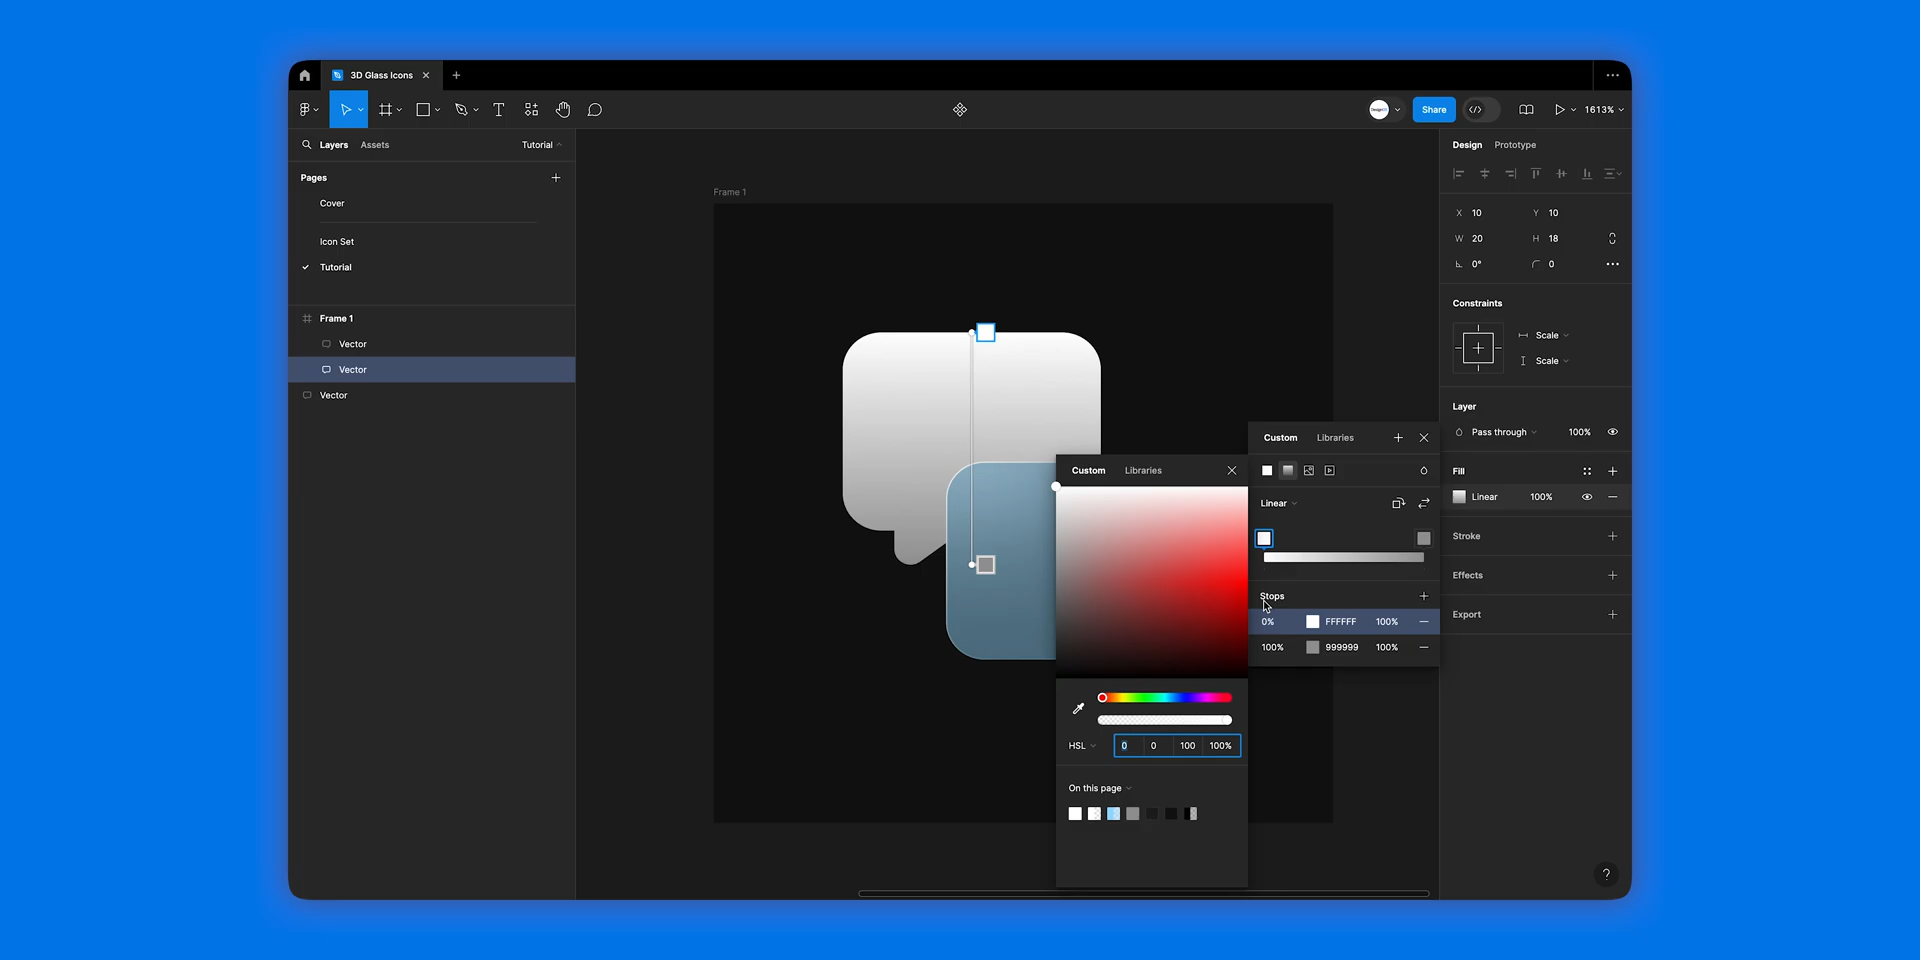 3D Glass Icons
Share
1613%
Layers
Assets
Tutorial
Pages
Cover
Icon Set
Tutorial
Frame 1
Vector
Vector
Vector
Frame 1
Custom
Libraries
HSL
0
0
100
100%
On this page
Custom
Libraries
Linear
Stops
0%
FFFFFF
100%
100%
999999
100%
Design
Prototype
X 10
Y 10
W 20
H 18
0°
0
Constraints
Scale
Scale
Layer
Pass through
100%
Fill
Linear
100%
Stroke
Effects
Export
?